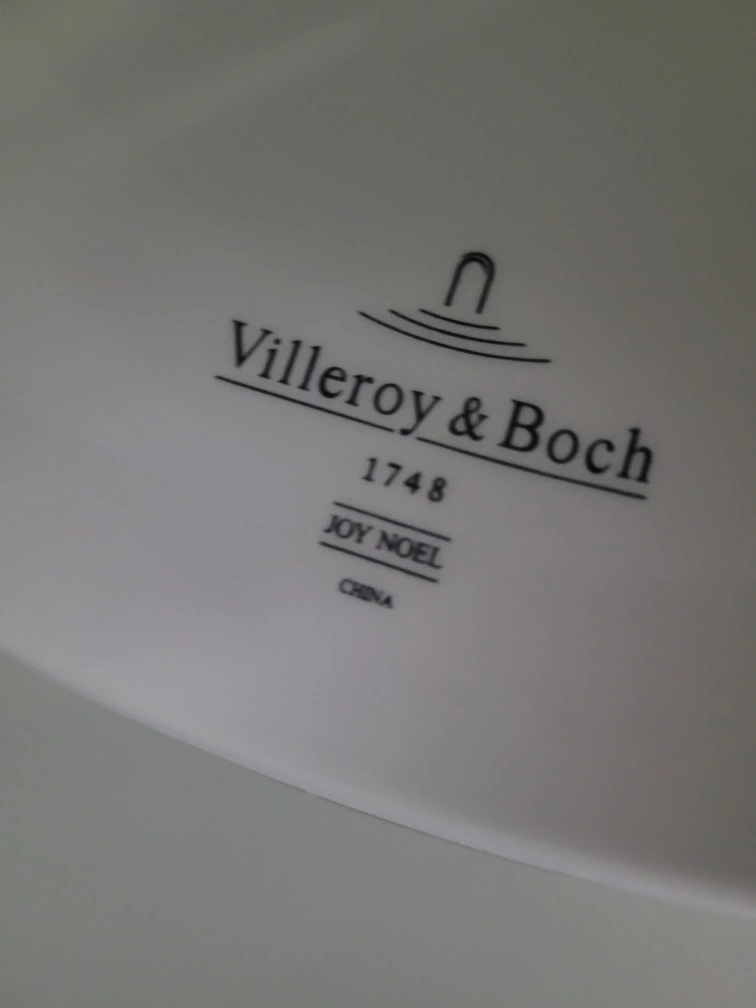 Villeroy & Boch
1748
JOY NOEL
CHINA